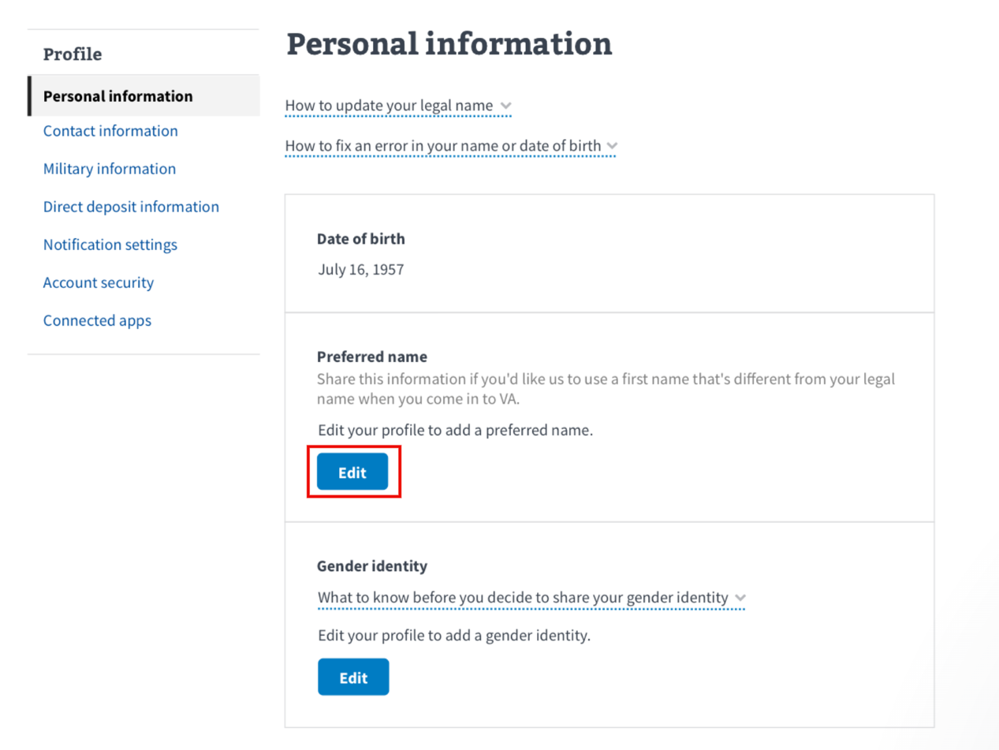 Profile
Personal information
Contact information
Military information
Direct deposit information
Notification settings
Account security
Connected apps
Personal information
How to update your legal name
How to fix an error in your name or date of birth
Date of birth
July 16, 1957
Preferred name
Share this information if you'd like us to use a first name that's different from your legal
name when you come in to VA.
Edit your profile to add a preferred name.
Edit
Gender identity
What to know before you decide to share your gender identity
Edit your profile to add a gender identity.
Edit